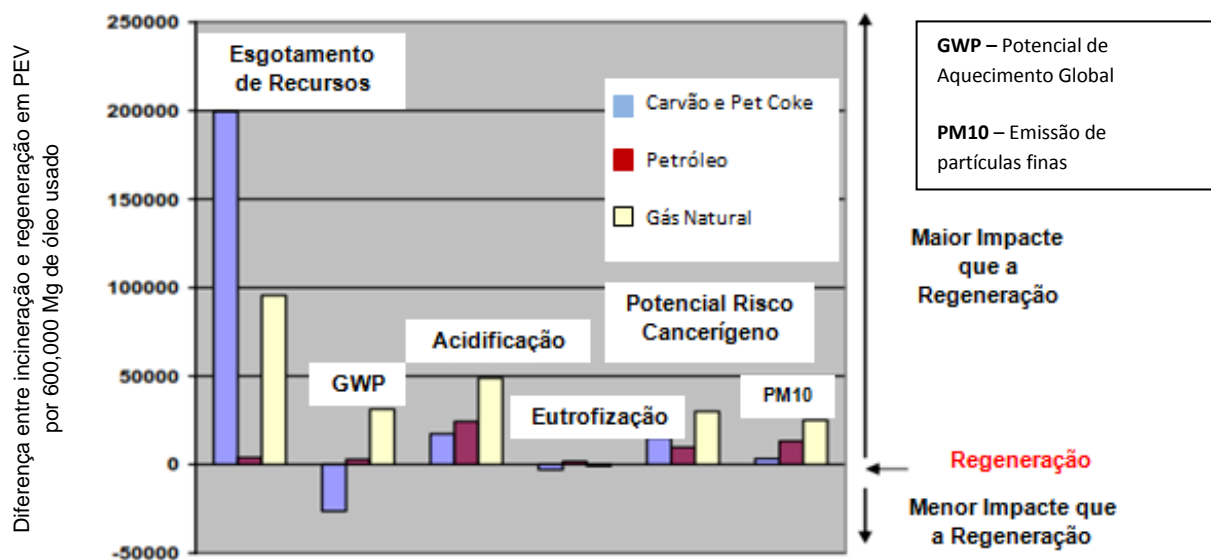 Diferença entre incineração e regeneração em PEV
por 600,000 Mg de óleo usado
250000
200000
150000
100000
50000
0
-50000
Esgotamento
de Recursos
GWP
Acidificação
Eutrofização
Potencial Risco
Cancerígeno
PM10
Carvão e Pet Coke
Petróleo
Gás Natural
GWP – Potencial de
Aquecimento Global
PM10 – Emissão de
partículas finas
Maior Impacte
que a
Regeneração
Regeneração
Menor Impacte que
a Regeneração